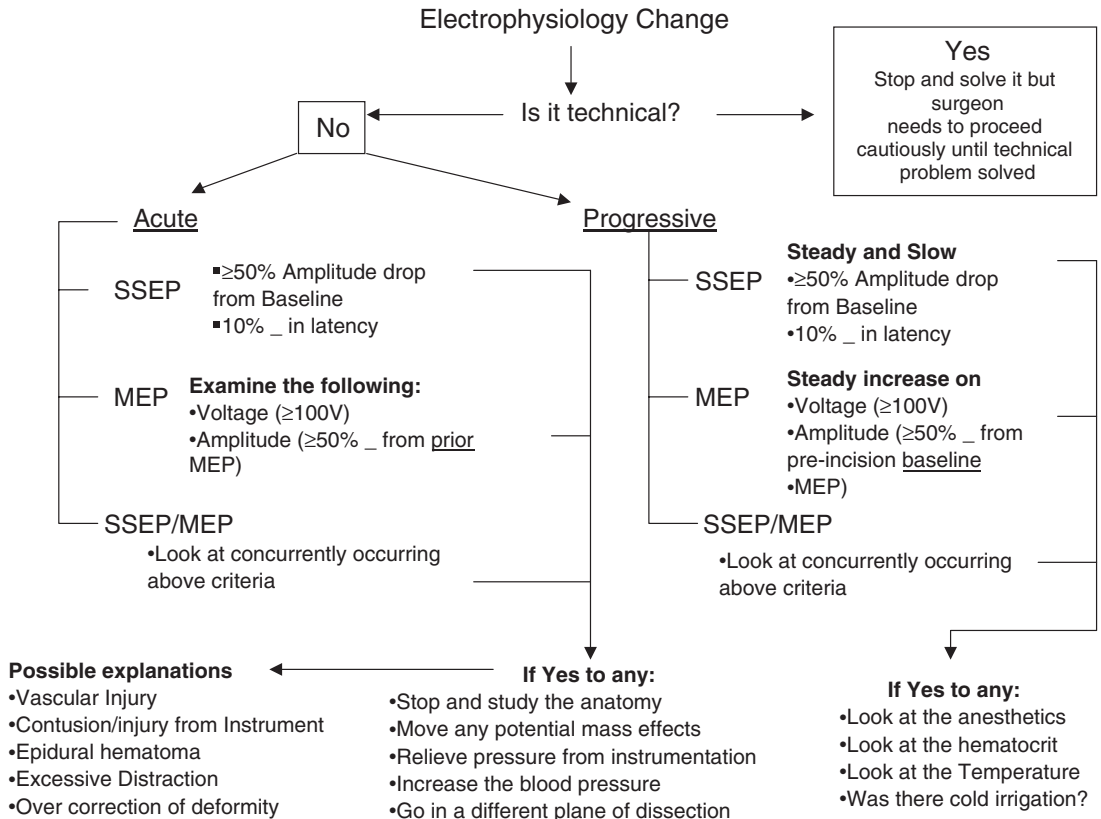 Electrophysiology Change
Is it technical?
Yes
Stop and solve it but
surgeon
needs to proceed
cautiously until technical
problem solved
No
Acute
SSEP
▪≥50% Amplitude drop
from Baseline
▪10% _ in latency
MEP
Examine the following:
•Voltage (≥100V)
•Amplitude (≥50% _ from prior
MEP)
SSEP/MEP
•Look at concurrently occurring
above criteria
Progressive
SSEP
Steady and Slow
•≥50% Amplitude drop
from Baseline
•10% _ in latency
MEP
Steady increase on
•Voltage (≥100V)
•Amplitude (≥50% _ from
pre-incision baseline
•MEP)
SSEP/MEP
•Look at concurrently occurring
above criteria
Possible explanations
•Vascular Injury
•Contusion/injury from Instrument
•Epidural hematoma
•Excessive Distraction
•Over correction of deformity
If Yes to any:
•Stop and study the anatomy
•Move any potential mass effects
•Relieve pressure from instrumentation
•Increase the blood pressure
•Go in a different plane of dissection
If Yes to any:
•Look at the anesthetics
•Look at the hematocrit
•Look at the Temperature
•Was there cold irrigation?